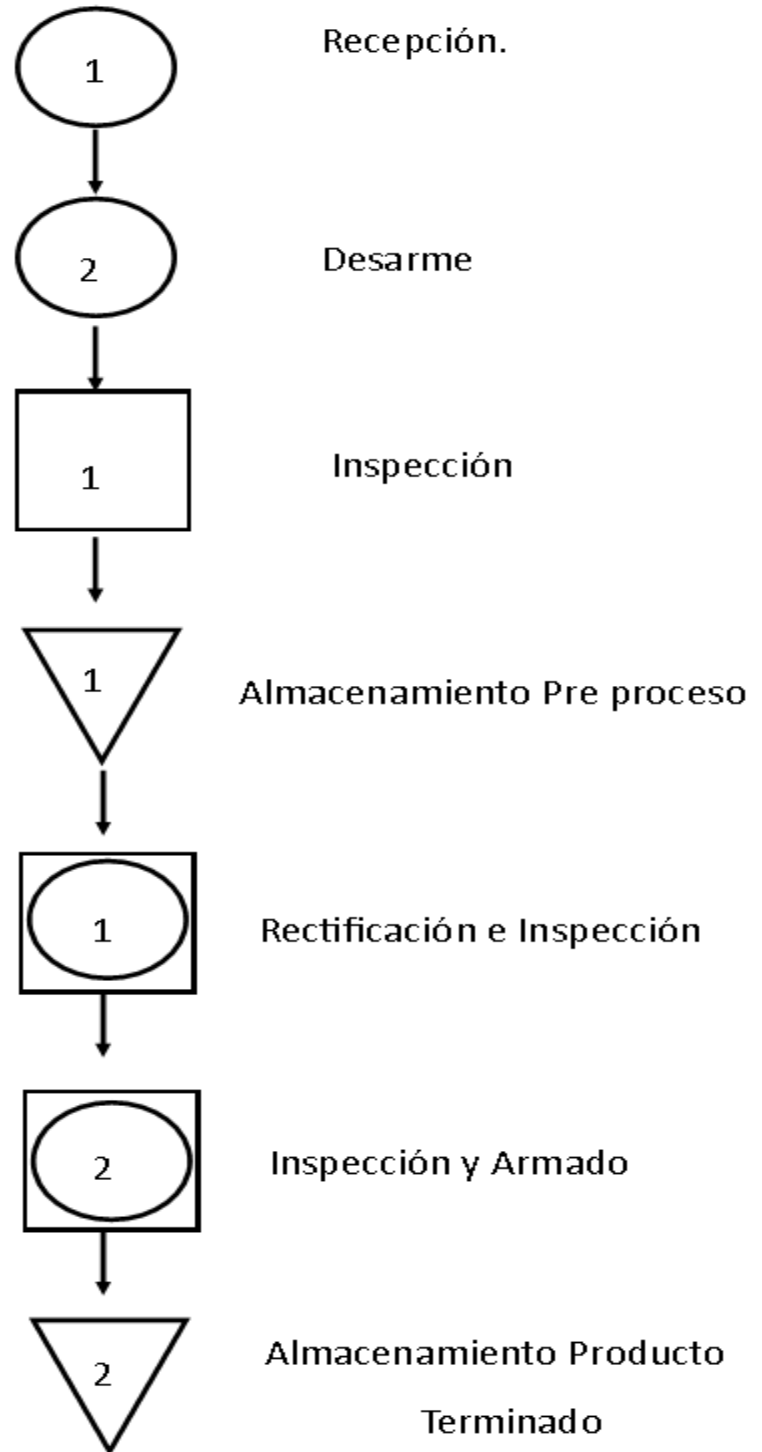 1 Recepción.
2 Desarme
1 Inspección
1 Almacenamiento Pre proceso
1 Rectificación e Inspección
2 Inspección y Armado
2 Almacenamiento Producto
Terminado